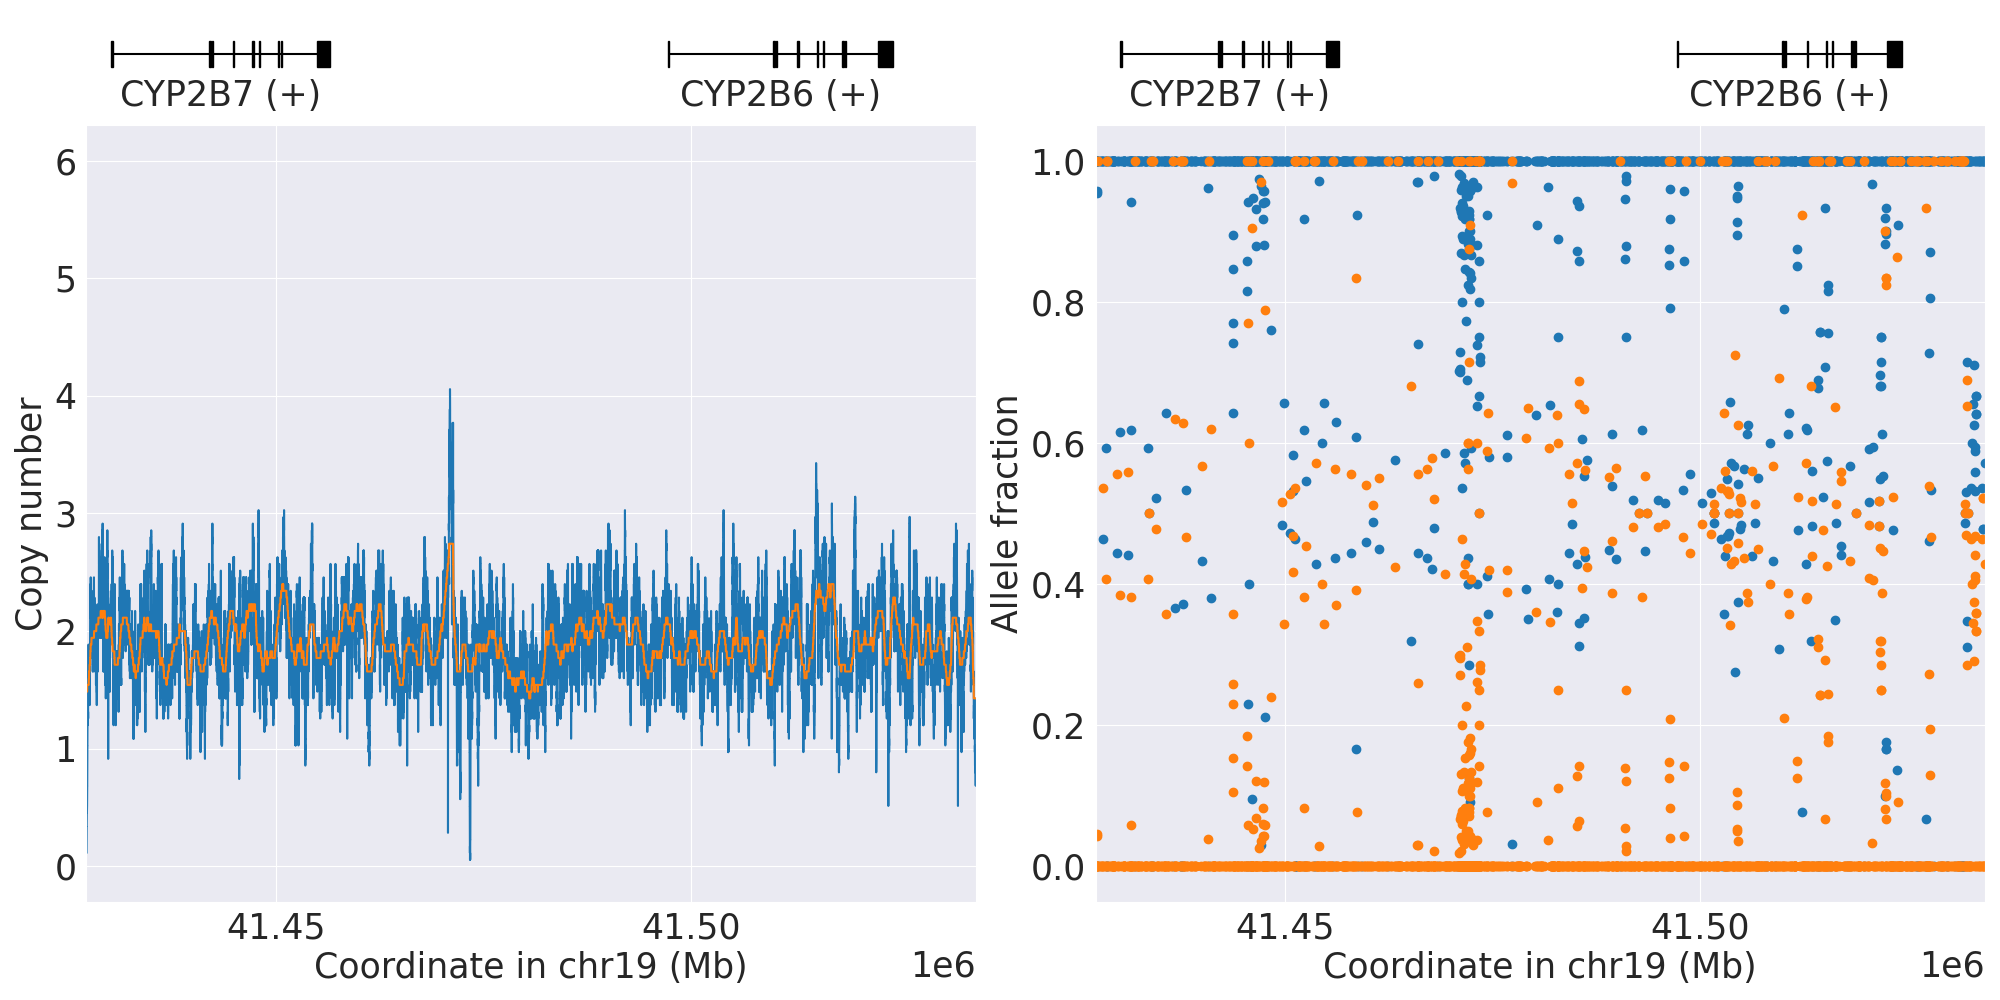 CYP2B7 (+)
CYP2B6 (+)
6
5
4
3
2
1
0
Copy number
41.45
41.50
Coordinate in chr19 (Mb)
1e6
CYP2B7 (+)
CYP2B6 (+)
1.0
0.8
0.6
0.4
0.2
0.0
Allele fraction
41.45
41.50
Coordinate in chr19 (Mb)
1e6